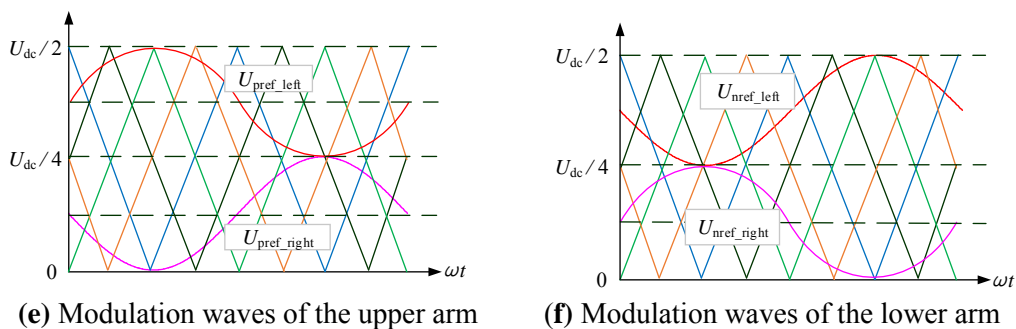 U_dc/2
U_pref_left
U_dc/4
U_pref_right
0
ωt
(e) Modulation waves of the upper arm
U_dc/2
U_nref_left
U_dc/4
U_nref_right
0
ωt
(f) Modulation waves of the lower arm